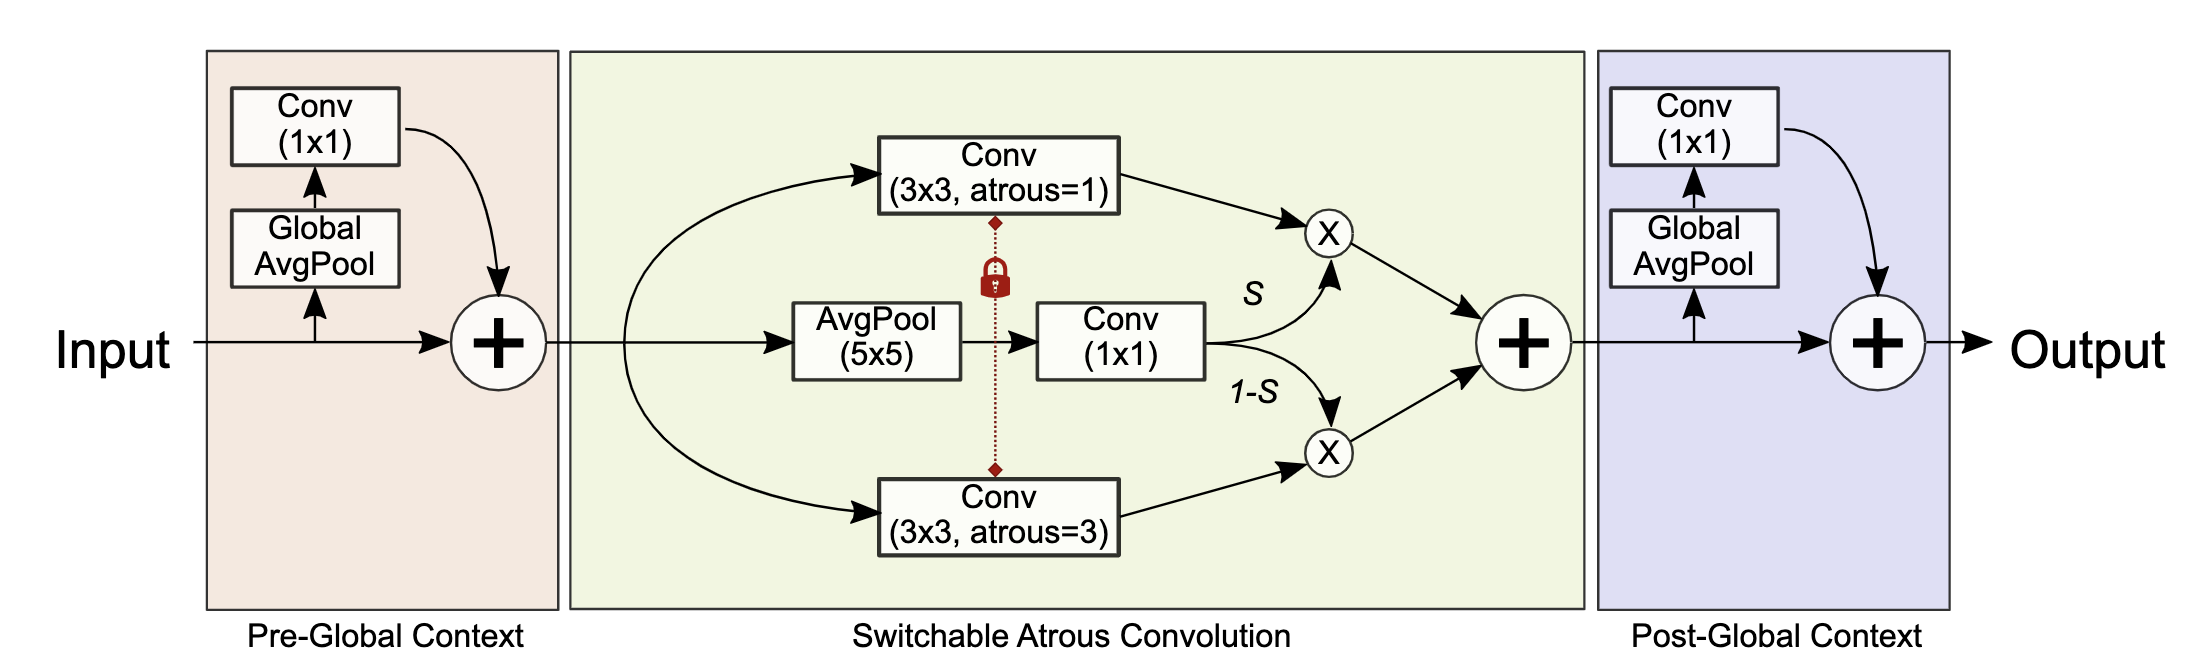 Input
Conv
(1x1)
Global
AvgPool
+
Pre-Global Context
Conv
(3x3, atrous=1)
AvgPool
(5x5)
Conv
(1x1)
S
1-S
Conv
(3x3, atrous=3)
X
X
+
Switchable Atrous Convolution
Conv
(1x1)
Global
AvgPool
+
Post-Global Context
Output